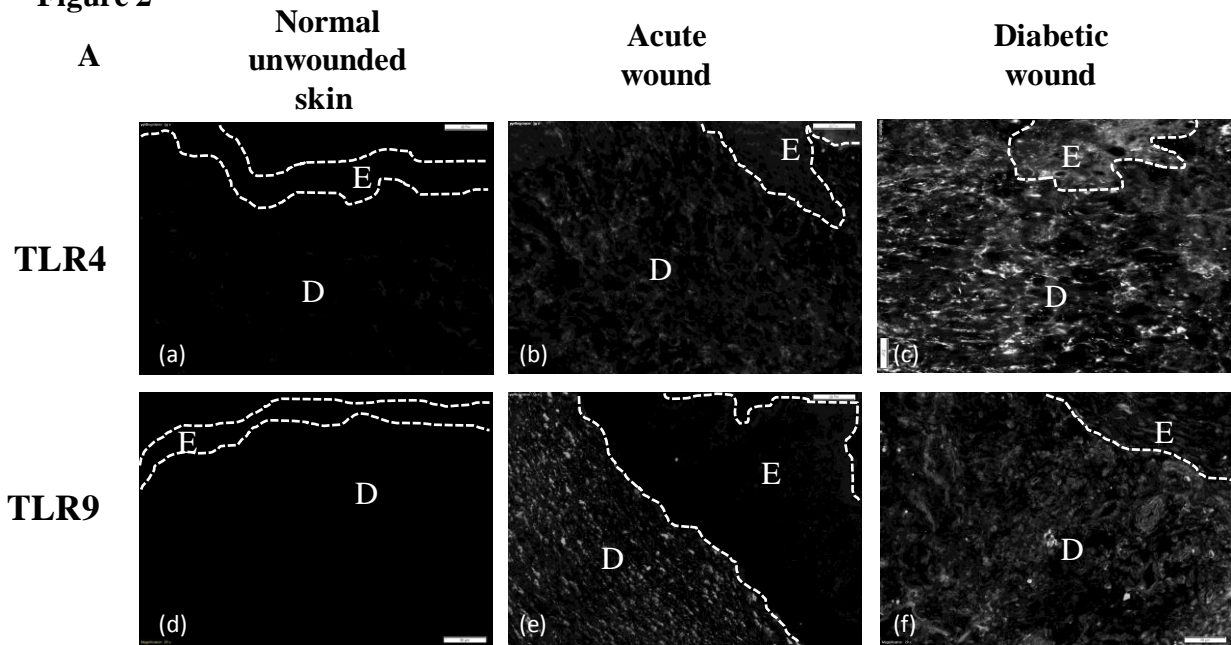 Figure 2
A
Normal
unwounded
skin
Acute
wound
Diabetic
wound
TLR4
E
D
(a)
E
D
(b)
E
D
(c)
TLR9
E
D
(d)
E
D
(e)
E
D
(f)